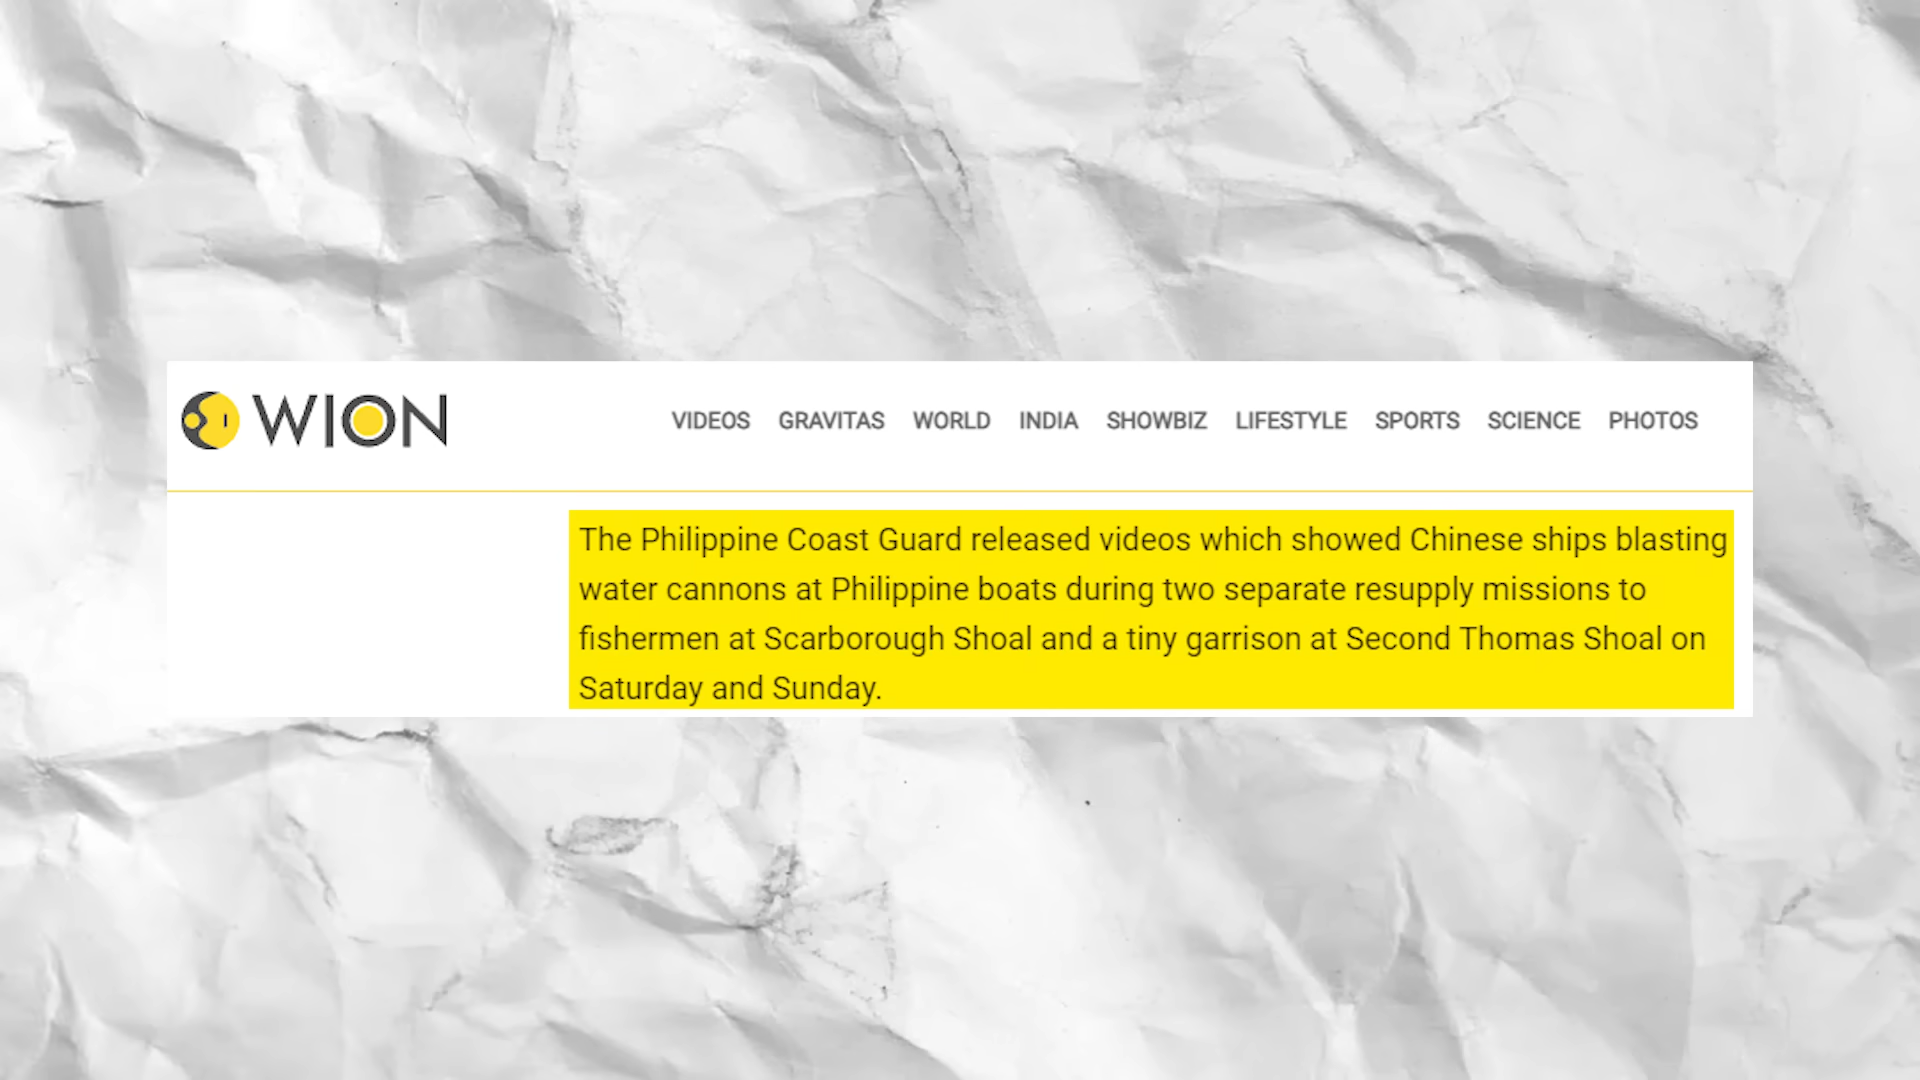 WION
VIDEOS GRAVITAS WORLD INDIA SHOWBIZ LIFESTYLE SPORTS SCIENCE PHOTOS
The Philippine Coast Guard released videos which showed Chinese ships blasting
water cannons at Philippine boats during two separate resupply missions to
fishermen at Scarborough Shoal and a tiny garrison at Second Thomas Shoal on
Saturday and Sunday.